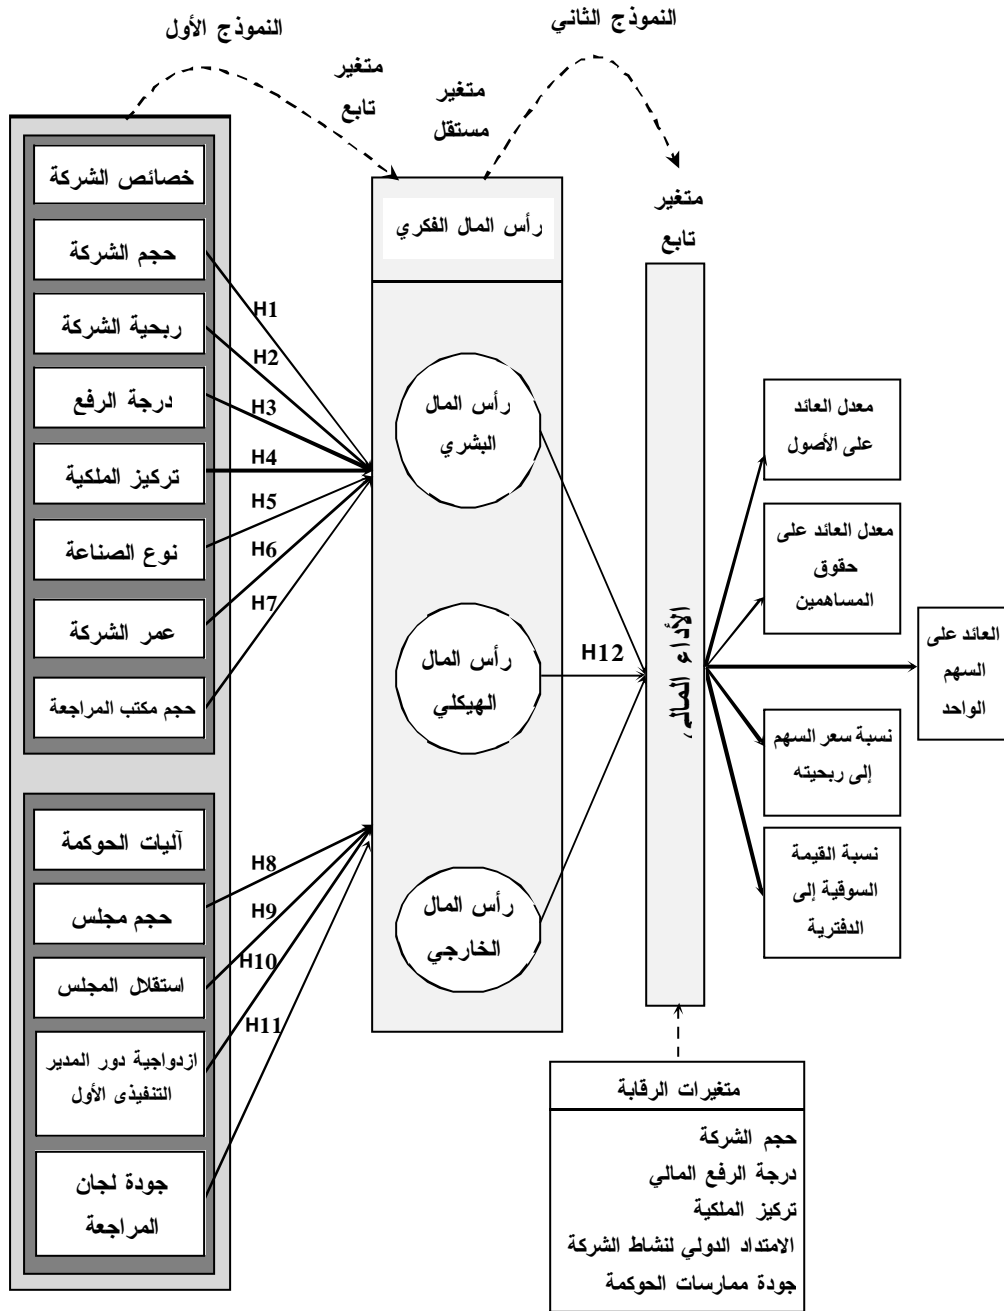 النموذج الأول
النموذج الثاني
متغير
تابع
متغير
مستقل
متغير
تابع
خصائص الشركة
حجم الشركة
ربحية الشركة
درجة الرفع
تركيز الملكية
نوع الصناعة
عمر الشركة
حجم مكتب المراجعة
H1
H2
H3
H4
H5
H6
H7
آليات الحوكمة
حجم مجلس
استقلال المجلس
ازدواجية دور المدير
التنفيذى الأول
جودة لجان
المراجعة
H8
H9
H10
H11
رأس المال الفكري
رأس المال
البشري
رأس المال
الهيكلي
رأس المال
الخارجي
H12
الأداء المالي
معدل العائد
على الأصول
معدل العائد على
حقوق
المساهمين
العائد على
السهم
الواحد
نسبة سعر السهم
إلى ربحيته
نسبة القيمة
السوقية إلى
الدفترية
متغيرات الرقابة
حجم الشركة
درجة الرفع المالي
تركيز الملكية
الامتداد الدولي لنشاط الشركة
جودة ممارسات الحوكمة